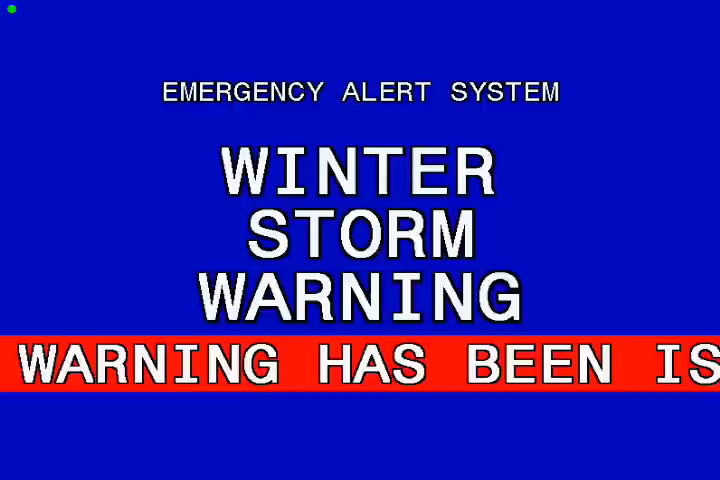 EMERGENCY ALERT SYSTEM
WINTER
STORM
WARNING
WARNING HAS BEEN IS